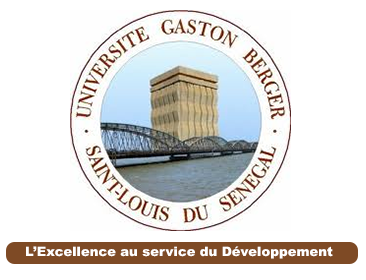 UNIVERSITE GASTON BERGER
SAINT-LOUIS DU SENEGAL
L'Excellence au service du Développement